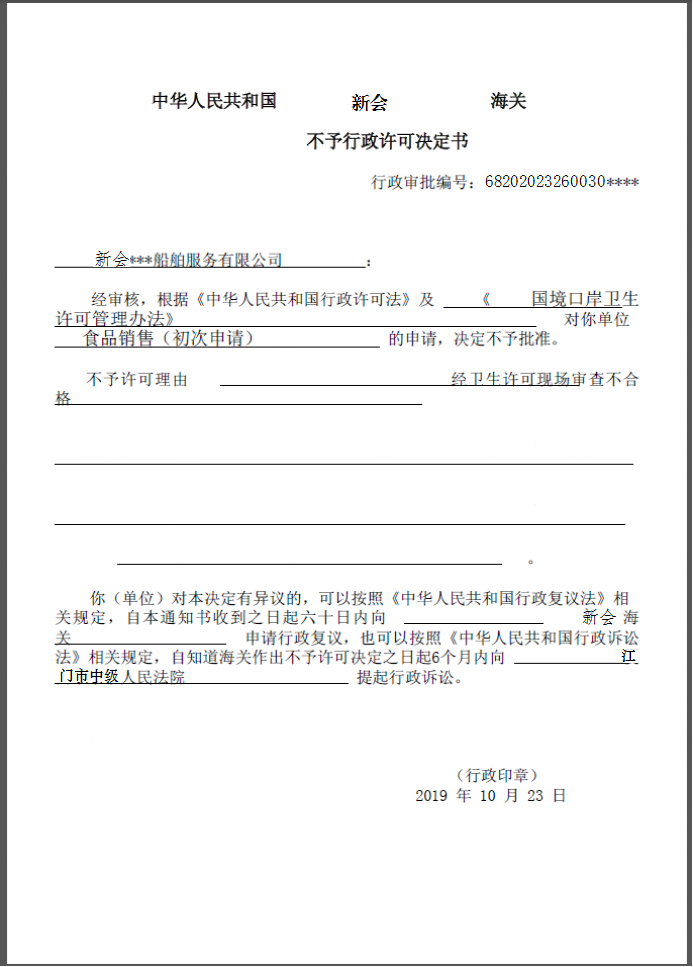 中华人民共和国 新会 海关
不予行政许可决定书
行政审批编号：68202023260030****
新会***船舶服务有限公司：
经审核，根据《中华人民共和国行政许可法》及 《 国境口岸卫生
许可管理办法》 对你单位
食品销售（初次申请） 的申请，决定不予批准。
不予许可理由 经卫生许可现场审查不合
格
。
你（单位）对本决定有异议的，可以按照《中华人民共和国行政复议法》相
关规定，自本通知书收到之日起六十日内向 新会 海
关 申请行政复议，也可以按照《中华人民共和国行政诉讼
法》相关规定，自知道海关作出不予许可决定之日起6个月内向 江
门市中级人民法院 提起行政诉讼。
（行政印章）
2019 年 10 月 23 日